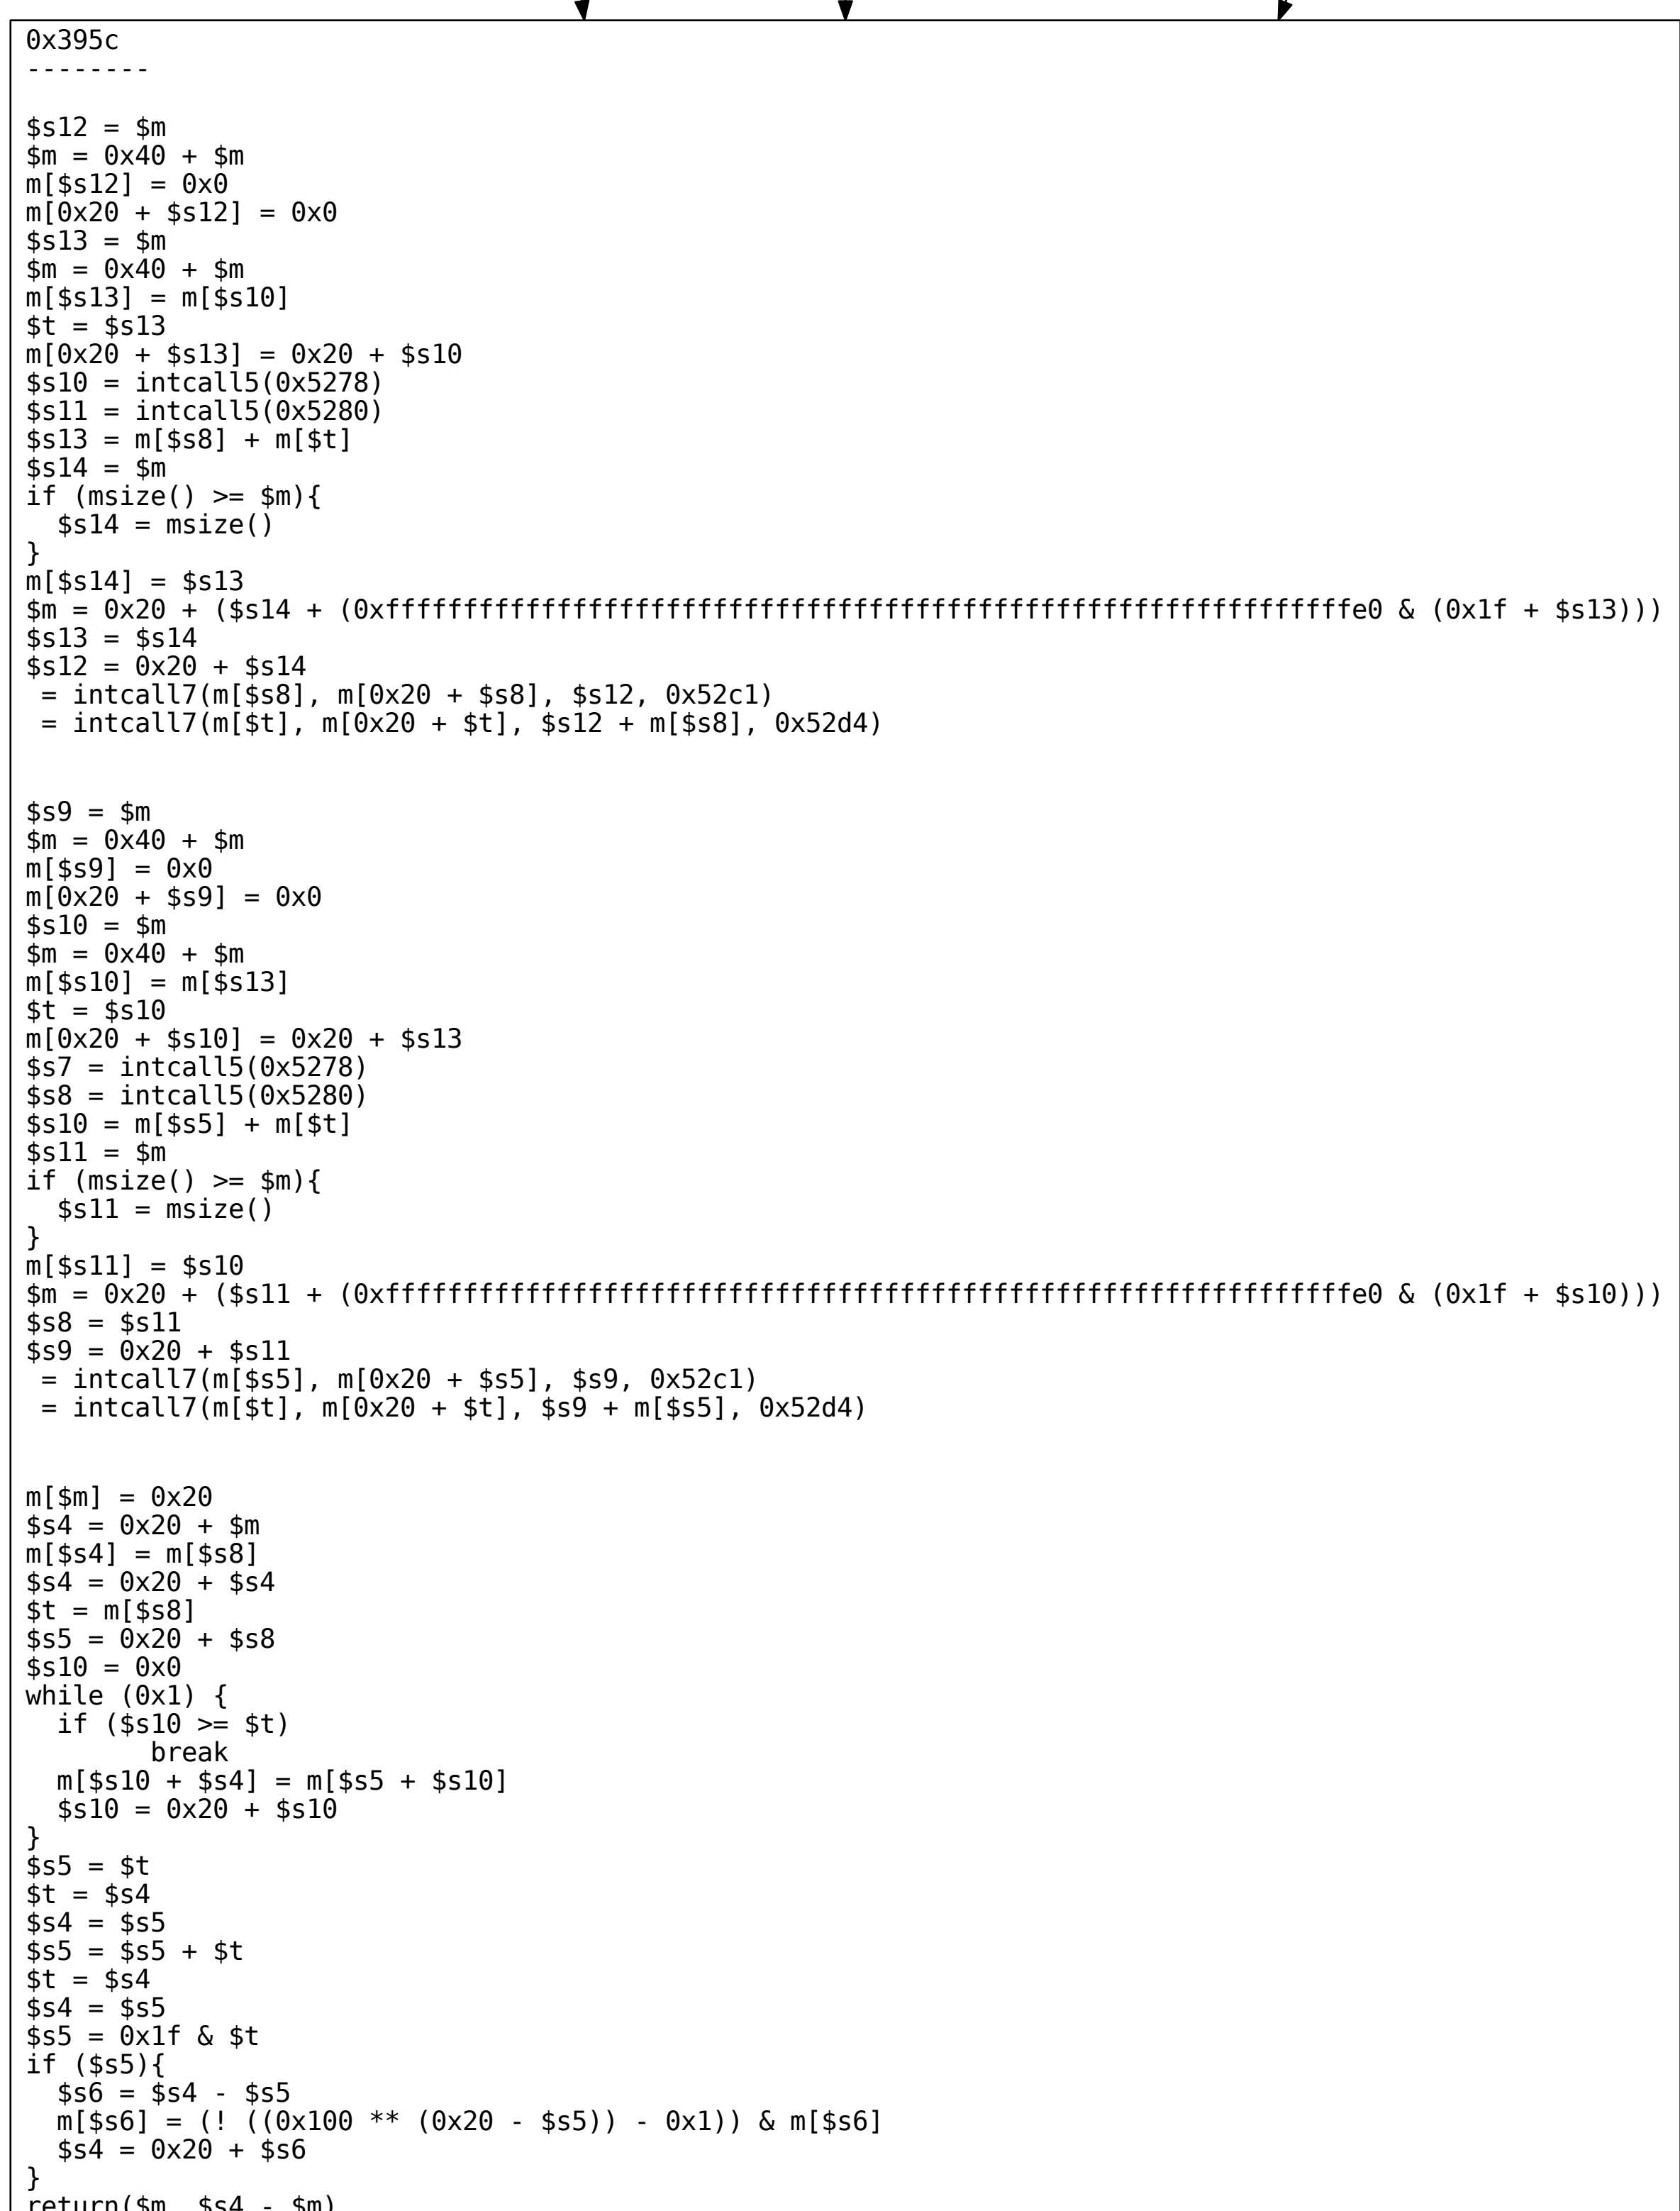 0x395c
--------
$s12 = $m
$m = 0x40 + $m
m[$s12] = 0x0
m[0x20 + $s12] = 0x0
$s13 = $m
$m = 0x40 + $m
m[$s13] = m[$s10]
$t = $s13
m[0x20 + $s13] = 0x20 + $s10
$s10 = intcall5(0x5278)
$s11 = intcall5(0x5280)
$s13 = m[$s8] + m[$t]
$s14 = $m
if (msize() >= $m){
  $s14 = msize()
}
m[$s14] = $s13
$m = 0x20 + ($s14 + (0xffffffffffffffffffffffffffffffffffffffffffffffffffffffffffffffe0 & (0x1f + $s13)))
$s13 = $s14
$s12 = 0x20 + $s14
 = intcall7(m[$s8], m[0x20 + $s8], $s12, 0x52c1)
 = intcall7(m[$t], m[0x20 + $t], $s12 + m[$s8], 0x52d4)
$s9 = $m
$m = 0x40 + $m
m[$s9] = 0x0
m[0x20 + $s9] = 0x0
$s10 = $m
$m = 0x40 + $m
m[$s10] = m[$s13]
$t = $s10
m[0x20 + $s10] = 0x20 + $s13
$s7 = intcall5(0x5278)
$s8 = intcall5(0x5280)
$s10 = m[$s5] + m[$t]
$s11 = $m
if (msize() >= $m){
  $s11 = msize()
}
m[$s11] = $s10
$m = 0x20 + ($s11 + (0xffffffffffffffffffffffffffffffffffffffffffffffffffffffffffffffe0 & (0x1f + $s10)))
$s8 = $s11
$s9 = 0x20 + $s11
 = intcall7(m[$s5], m[0x20 + $s5], $s9, 0x52c1)
 = intcall7(m[$t], m[0x20 + $t], $s9 + m[$s5], 0x52d4)
m[$m] = 0x20
$s4 = 0x20 + $m
m[$s4] = m[$s8]
$s4 = 0x20 + $s4
$t = m[$s8]
$s5 = 0x20 + $s8
$s10 = 0x0
while (0x1) {
  if ($s10 >= $t)
        break
  m[$s10 + $s4] = m[$s5 + $s10]
  $s10 = 0x20 + $s10
}
$s5 = $t
$t = $s4
$s4 = $s5
$s5 = $s5 + $t
$t = $s4
$s4 = $s5
$s5 = 0x1f & $t
if ($s5){
  $s6 = $s4 - $s5
  m[$s6] = (! ((0x100 ** (0x20 - $s5)) - 0x1)) & m[$s6]
  $s4 = 0x20 + $s6
}
return($m, $s4 - $m)